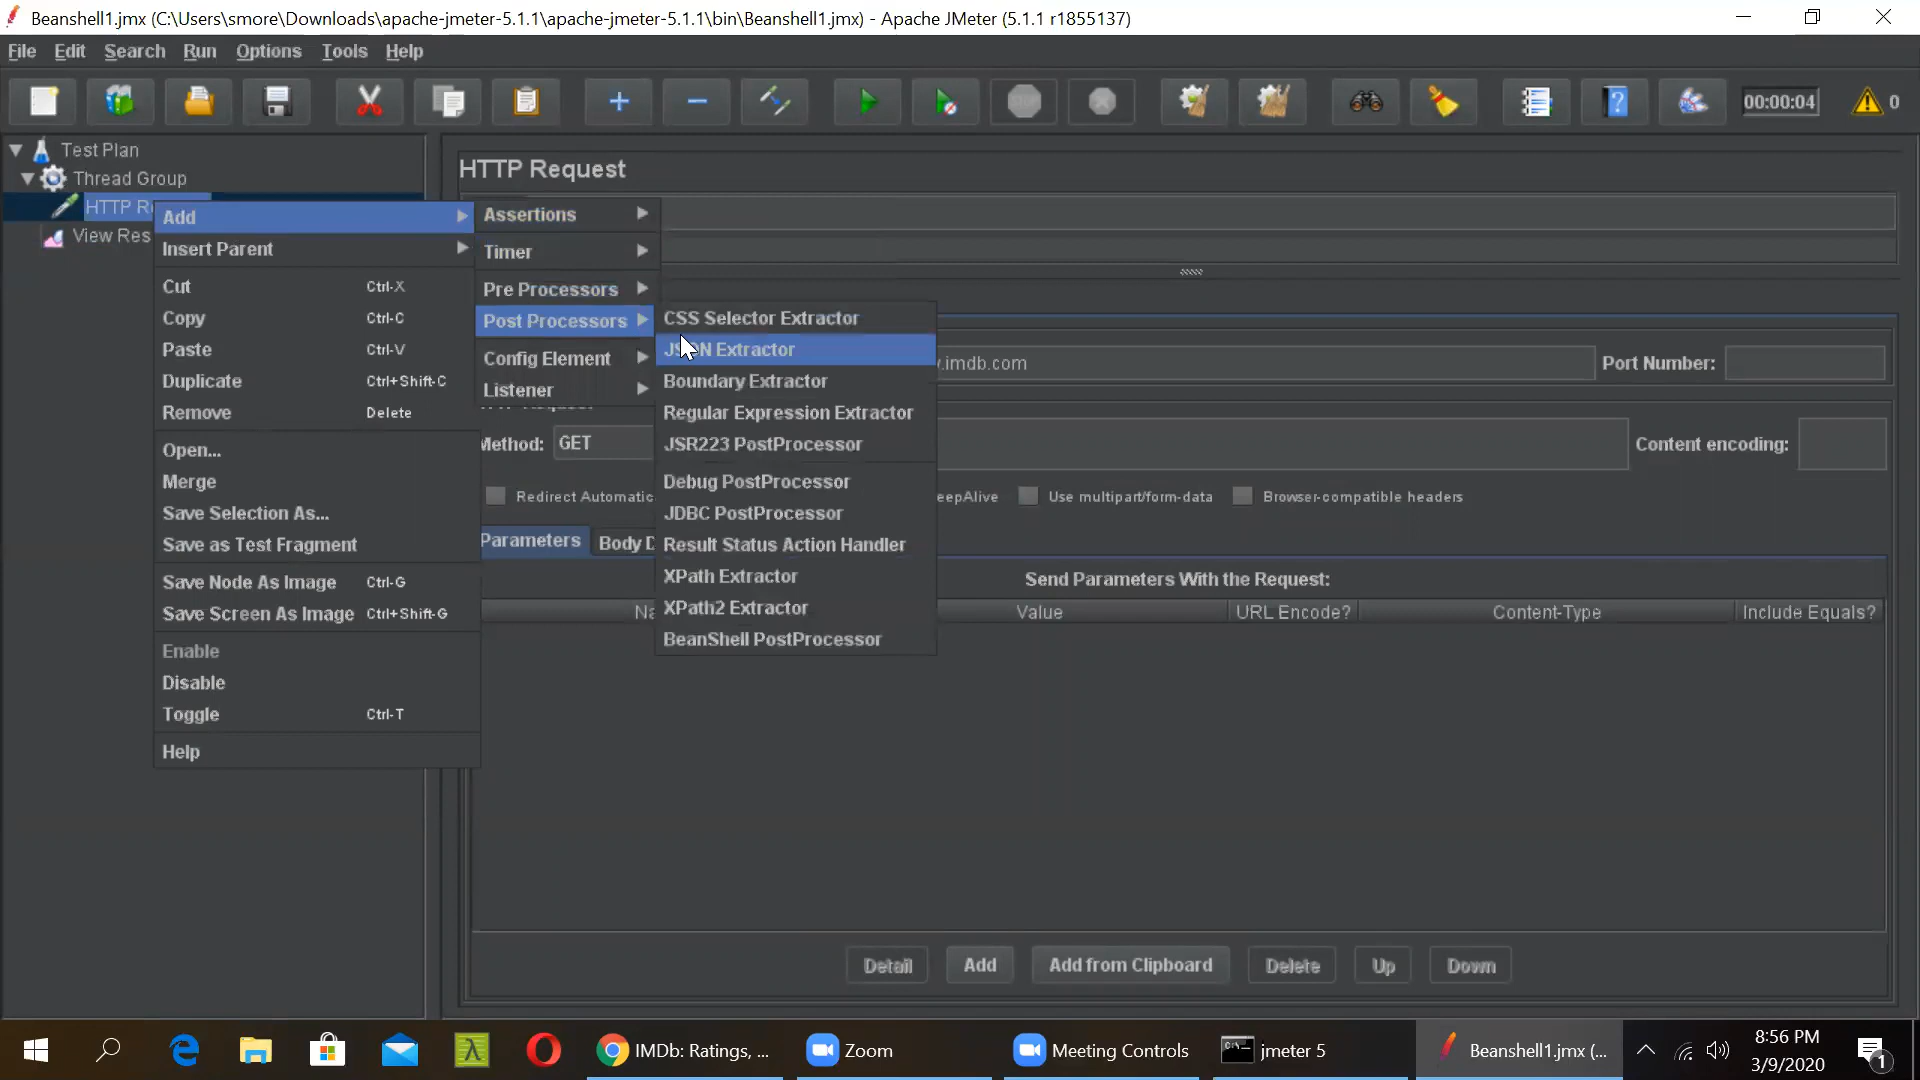 Beanshell1.jmx (C:\Users\smore\Downloads\apache-jmeter-5.1.1\apache-jmeter-5.1.1\bin\Beanshell1.jmx) - Apache JMeter (5.1.1 r1855137)
File Edit Search Run Options Tools Help
STOP 00:00:04 0
Test Plan
Thread Group
HTTP R
View Res
HTTP Request
Add
Insert Parent
Cut Ctrl-X
Copy Ctrl-C
Paste Ctrl-V
Duplicate Ctrl+Shift-C
Remove Delete
Open...
Merge
Save Selection As...
Save as Test Fragment
Save Node As Image Ctrl-G
Save Screen As Image Ctrl+Shift-G
Enable
Disable
Toggle Ctrl-T
Help
Assertions
Timer
Pre Processors
Post Processors
Config Element
Listener
CSS Selector Extractor
JSON Extractor
Boundary Extractor
Regular Expression Extractor
JSR223 PostProcessor
Debug PostProcessor
JDBC PostProcessor
Result Status Action Handler
XPath Extractor
XPath2 Extractor
BeanShell PostProcessor
.imdb.com Port Number:
Method: GET Content encoding:
Redirect Automatic eepAlive Use multipart/form-data Browser-compatible headers
Parameters Body D
Send Parameters With the Request:
Na Value URL Encode? Content-Type Include Equals?
Detail Add Add from Clipboard Delete Up Down
IMDb: Ratings, ... Zoom Meeting Controls jmeter 5 Beanshell1.jmx (... 8:56 PM
3/9/2020 1